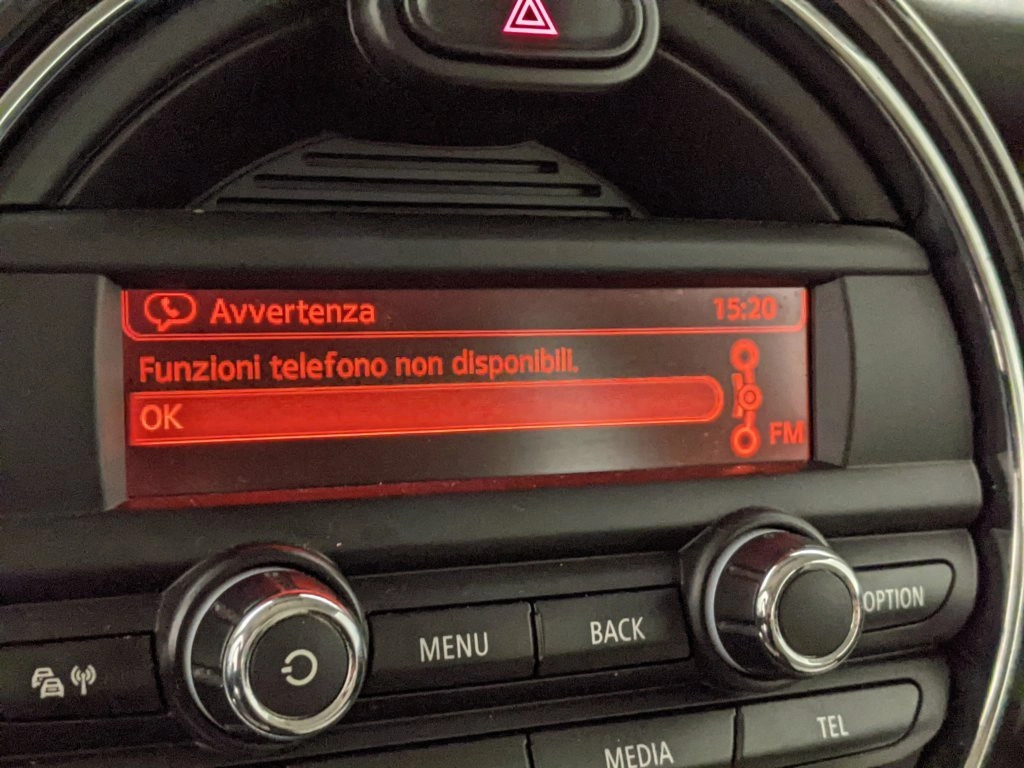 Avvertenza 15:20
Funzioni telefono non disponibili.
OK
FM
MENU BACK OPTION
MEDIA TEL